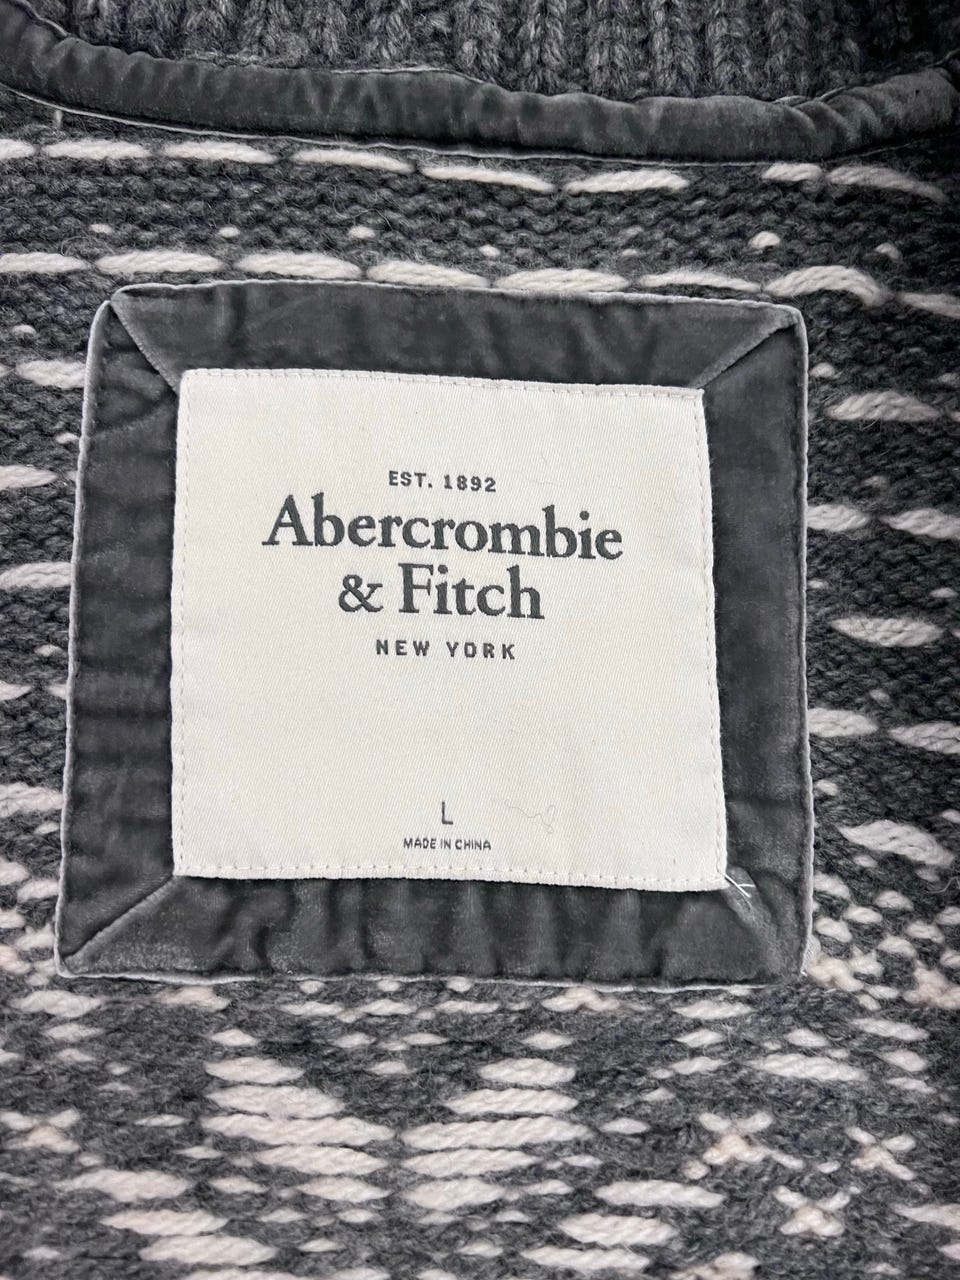 EST. 1892
Abercrombie
& Fitch
NEW YORK
L
MADE IN CHINA